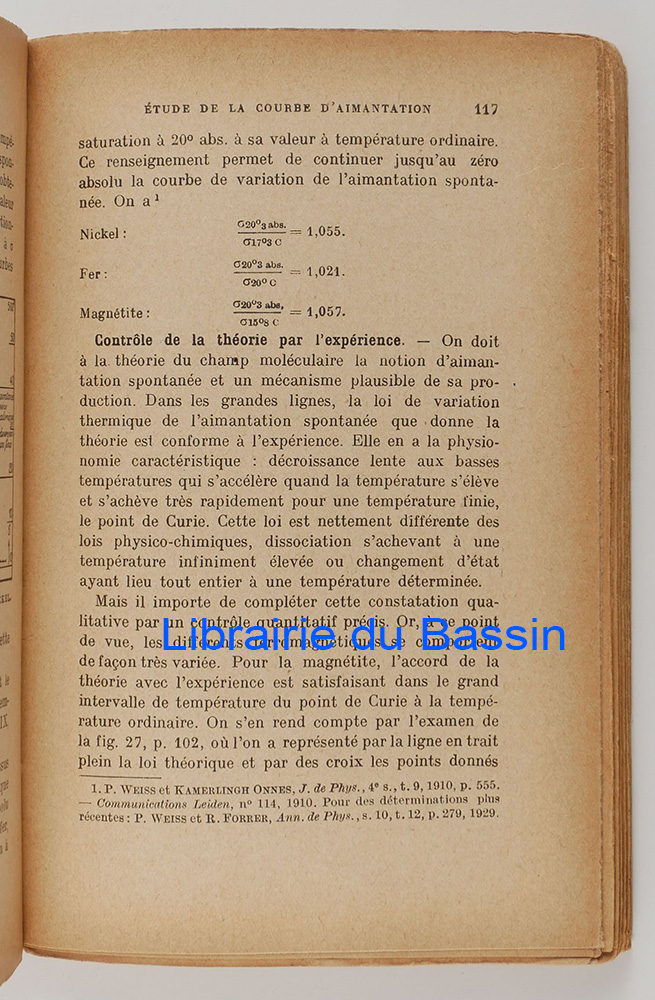 ÉTUDE DE LA COURBE D'AIMANTATION 117
saturation à 20º abs. à sa valeur à température ordinaire.
Ce renseignement permet de continuer jusqu'au zéro
absolu la courbe de variation de l'aimantation sponta-
née. On a¹
Nickel : σ20º3 abs. / σ17º3 C = 1,055.
Fer : σ20º3 abs. / σ20º C = 1,021.
Magnétite : σ20º3 abs, / σ15º8 C = 1,057.
Contrôle de la théorie par l'expérience. — On doit
à la théorie du champ moléculaire la notion d'aiman-
tation spontanée et un mécanisme plausible de sa pro-
duction. Dans les grandes lignes, la loi de variation
thermique de l'aimantation spontanée que donne la
théorie est conforme à l'expérience. Elle en a la physio-
nomie caractéristique : décroissance lente aux basses
températures qui s'accélère quand la température s'élève
et s'achève très rapidement pour une température finie,
le point de Curie. Cette loi est nettement différente des
lois physico-chimiques, dissociation s'achevant à une
température infiniment élevée ou changement d'état
ayant lieu tout entier à une température déterminée.
Mais il importe de compléter cette constatation qua-
litative par un contrôle quantitatif précis. Or, à ce point
Librairie du Bassin
de vue, les différents ferromagnétiques se comportent
de façon très variée. Pour la magnétite, l'accord de la
théorie avec l'expérience est satisfaisant dans le grand
intervalle de température du point de Curie à la tempé-
rature ordinaire. On s'en rend compte par l'examen de
la fig. 27, p. 102, où l'on a représenté par la ligne en trait
plein la loi théorique et par des croix les points donnés
1. P. WEISS et KAMERLINGH ONNES, J. de Phys., 4e s., t. 9, 1910, p. 555.
— Communications Leiden, nº 114, 1910. Pour des déterminations plus
récentes : P. WEISS et R. FORRER, Ann. de Phys., s. 10, t. 12, p. 279, 1929.